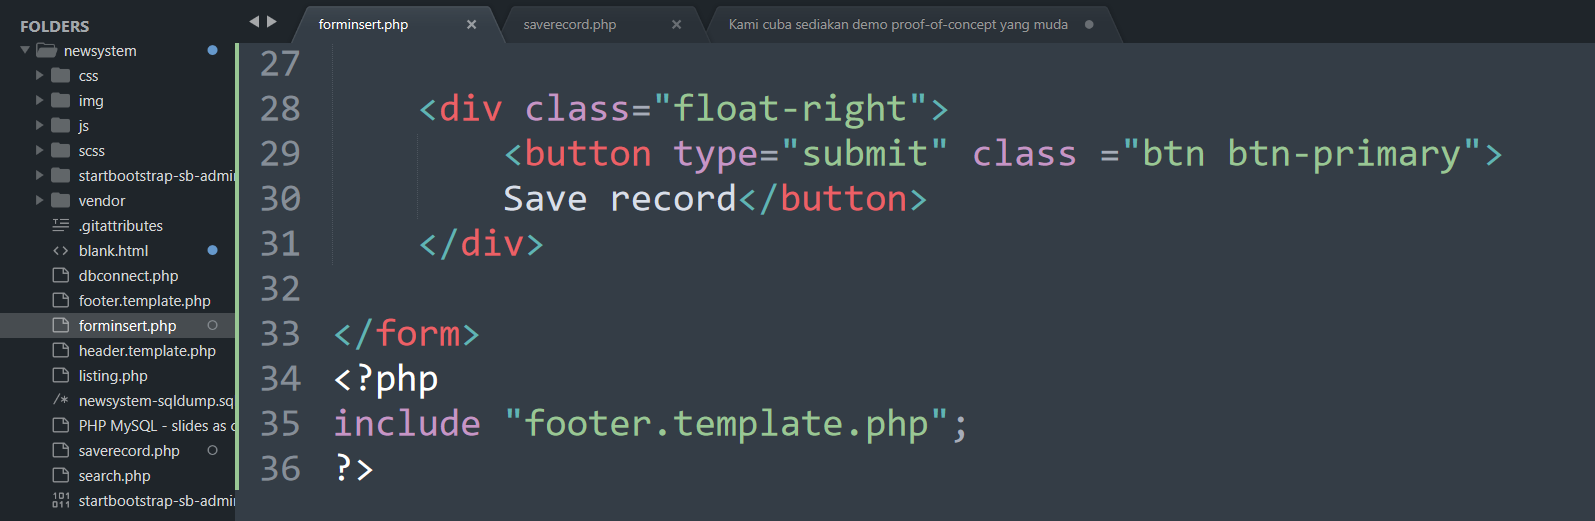 FOLDERS
newsystem
css
img
js
scss
startbootstrap-sb-admi
vendor
.gitattributes
blank.html
dbconnect.php
footer.template.php
forminsert.php
header.template.php
listing.php
/* newsystem-sqldump.sq
PHP MySQL - slides as
saverecord.php
search.php
startbootstrap-sb-admi
forminsert.php × saverecord.php × Kami cuba sediakan demo proof-of-concept yang muda
27
28 <div class="float-right">
29 <button type="submit" class ="btn btn-primary">
30 Save record</button>
31 </div>
32
33 </form>
34 <?php
35 include "footer.template.php";
36 ?>